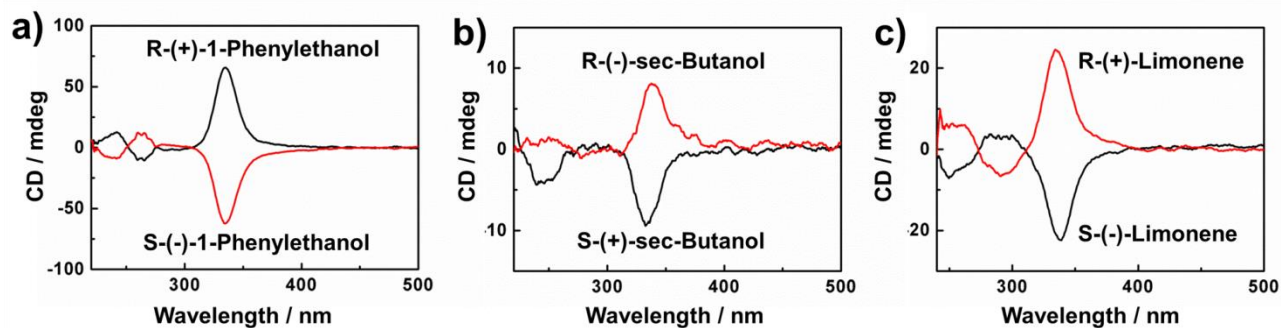 a)
R-(+)-1-Phenylethanol
S-(-)-1-Phenylethanol
CD / mdeg
100
50
0
-50
-100
300
400
500
Wavelength / nm
b)
R-(-)-sec-Butanol
S-(+)-sec-Butanol
CD / mdeg
10
0
10
300
400
500
Wavelength / nm
c)
R-(+)-Limonene
S-(-)-Limonene
CD / mdeg
20
0
-20
300
400
500
Wavelength / nm